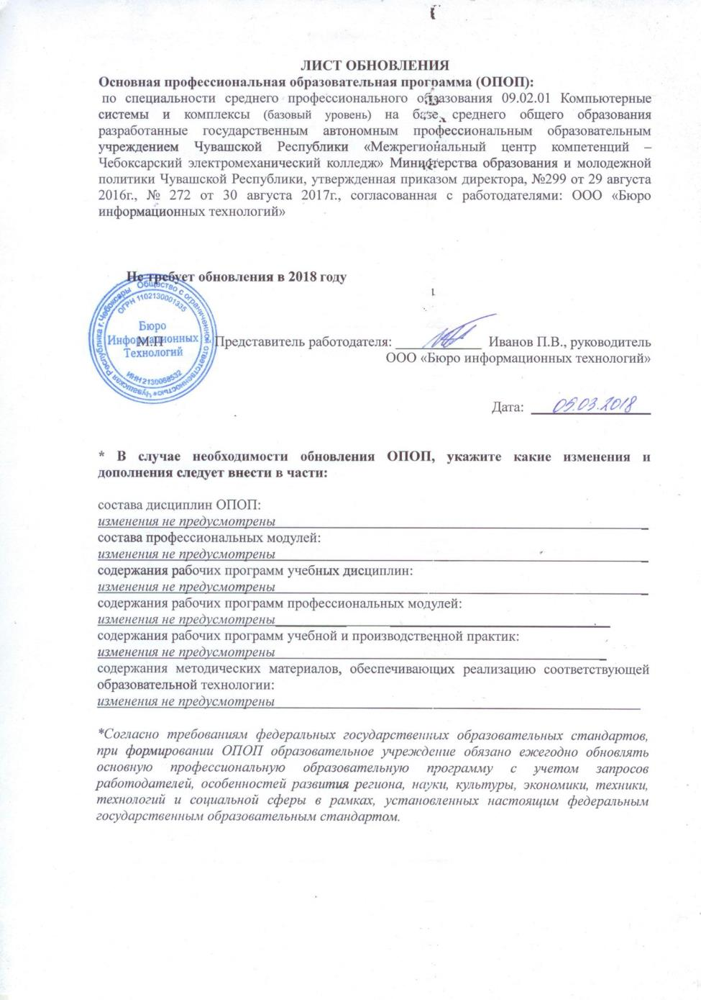 ЛИСТ ОБНОВЛЕНИЯ
Основная профессиональная образовательная программа (ОПОП):
по специальности среднего профессионального образования 09.02.01 Компьютерные
системы и комплексы (базовый уровень) на базе среднего общего образования
разработанные государственным автономным профессиональным образовательным
учреждением Чувашской Республики «Межрегиональный центр компетенций –
Чебоксарский электромеханический колледж» Министерства образования и молодежной
политики Чувашской Республики, утвержденная приказом директора, №299 от 29 августа
2016г., № 272 от 30 августа 2017г., согласованная с работодателями: ООО «Бюро
информационных технологий»
Не требует обновления в 2018 году
Чувашская Республика г.Чебоксары Общество с ограниченной ответственностью
ОГРН 1102130001335
Бюро
Информационных
Технологий
ИНН 2130068532
М.П Представитель работодателя: Иванов П.В., руководитель
ООО «Бюро информационных технологий»
Дата: 05.03.2018
* В случае необходимости обновления ОПОП, укажите какие изменения и
дополнения следует внести в части:
состава дисциплин ОПОП:
изменения не предусмотрены
состава профессиональных модулей:
изменения не предусмотрены
содержания рабочих программ учебных дисциплин:
изменения не предусмотрены
содержания рабочих программ профессиональных модулей:
изменения не предусмотрены
содержания рабочих программ учебной и производственной практик:
изменения не предусмотрены
содержания методических материалов, обеспечивающих реализацию соответствующей
образовательной технологии:
изменения не предусмотрены
*Согласно требованиям федеральных государственных образовательных стандартов,
при формировании ОПОП образовательное учреждение обязано ежегодно обновлять
основную профессиональную образовательную программу с учетом запросов
работодателей, особенностей развития региона, науки, культуры, экономики, техники,
технологий и социальной сферы в рамках, установленных настоящим федеральным
государственным образовательным стандартом.